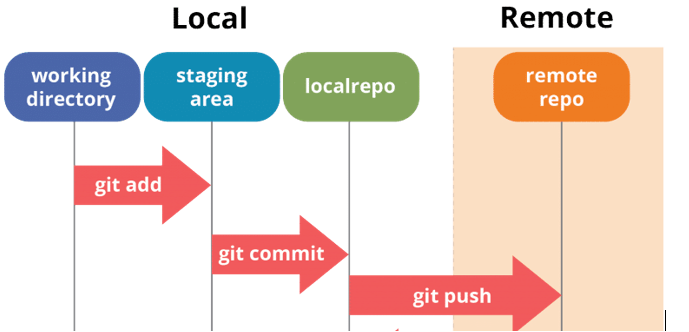 Local
Remote
working
directory
staging
area
localrepo
remote
repo
git add
git commit
git push